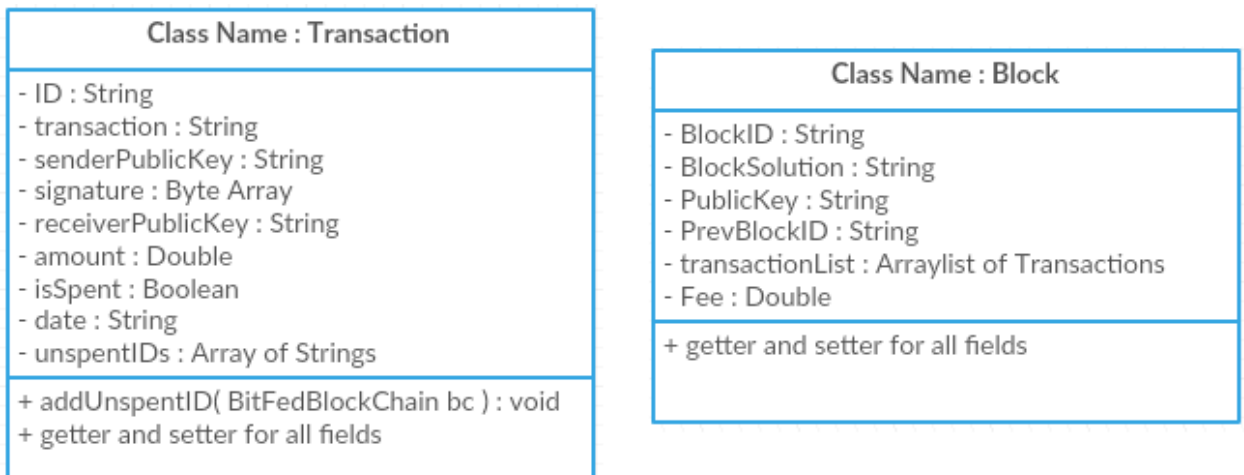 Class Name : Transaction
- ID : String
- transaction : String
- senderPublicKey : String
- signature : Byte Array
- receiverPublicKey : String
- amount : Double
- isSpent : Boolean
- date : String
- unspentIDs : Array of Strings
+ addUnspentID( BitFedBlockChain bc ) : void
+ getter and setter for all fields
Class Name : Block
- BlockID : String
- BlockSolution : String
- PublicKey : String
- PrevBlockID : String
- transactionList : Arraylist of Transactions
- Fee : Double
+ getter and setter for all fields